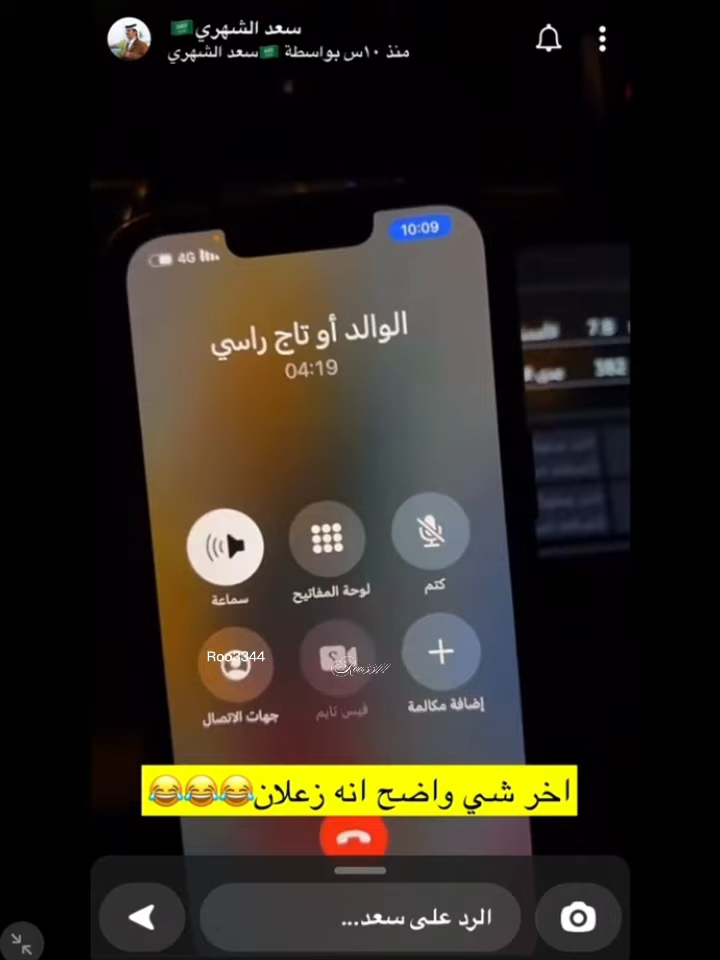 سعد الشهري🇸🇦
منذ ١٠س بواسطة 🇸🇦سعد الشهري
10:09
4G
الوالد أو تاج راسي
04:19
كتم
لوحة المفاتيح
سماعة
إضافة مكالمة
فيس تايم
جهات الاتصال
Roo3344
اخر شي واضح انه زعلان😂😂😂
الرد على سعد...